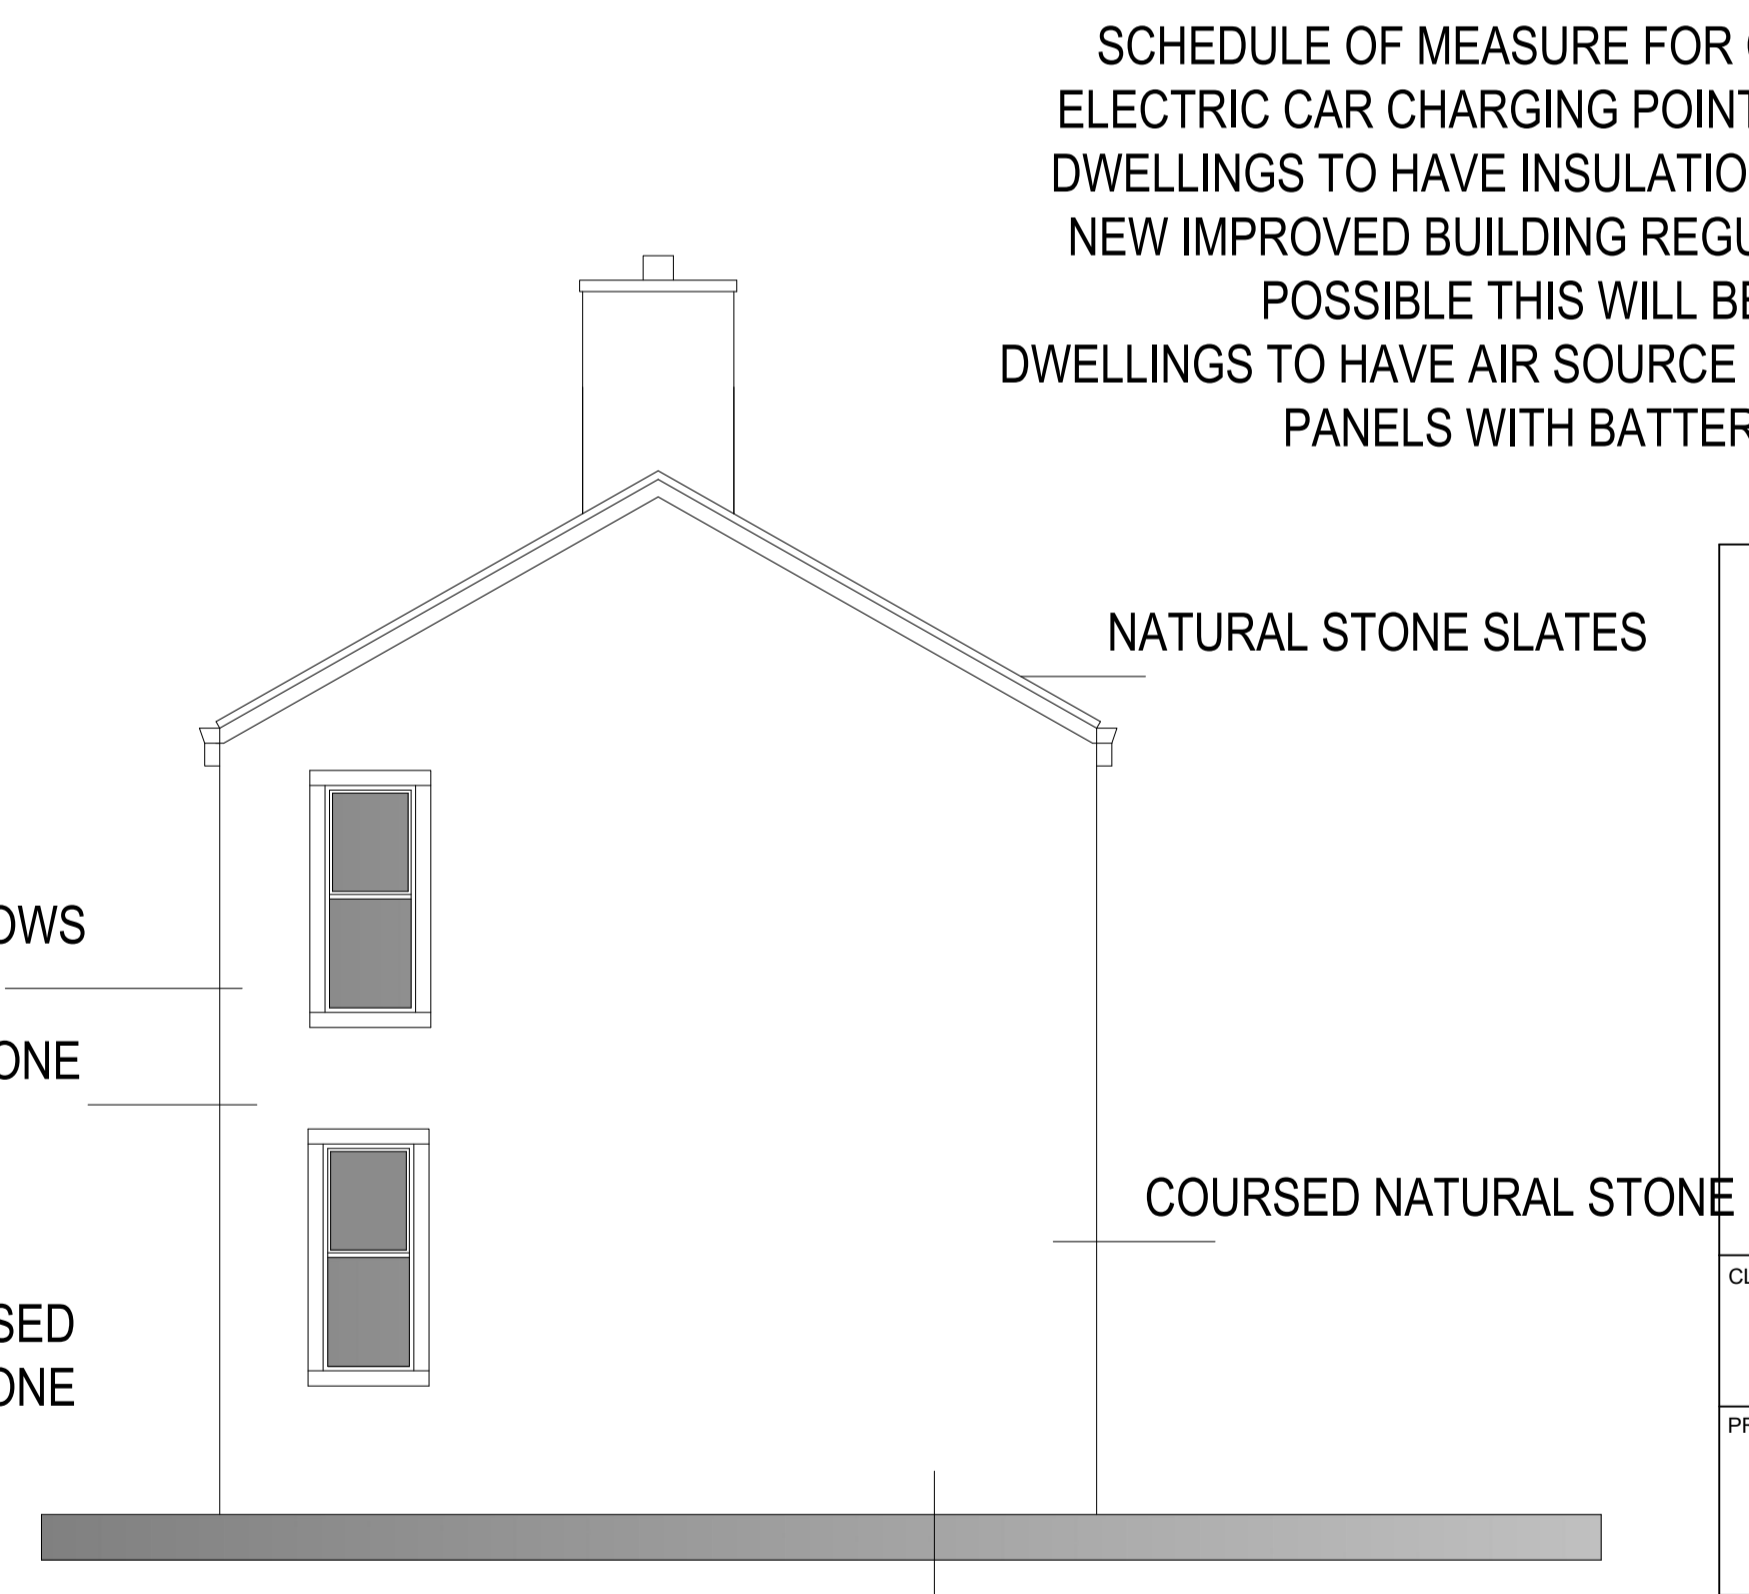 SCHEDULE OF MEASURE FOR
ELECTRIC CAR CHARGING POINT
DWELLINGS TO HAVE INSULATIO
NEW IMPROVED BUILDING REGU
POSSIBLE THIS WILL BE
DWELLINGS TO HAVE AIR SOURCE
PANELS WITH BATTER
NATURAL STONE SLATES
OWS
ONE
COURSED NATURAL STONE
SED
ONE
CL
PR